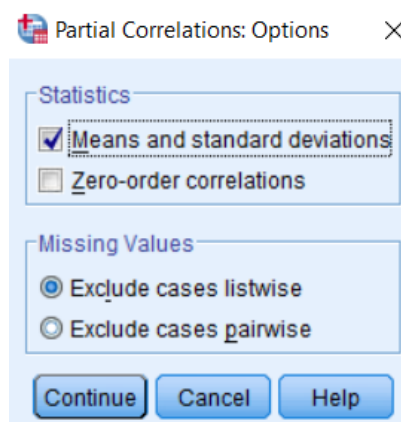 Partial Correlations: Options
Statistics
Means and standard deviations
Zero-order correlations
Missing Values
Exclude cases listwise
Exclude cases pairwise
Continue Cancel Help